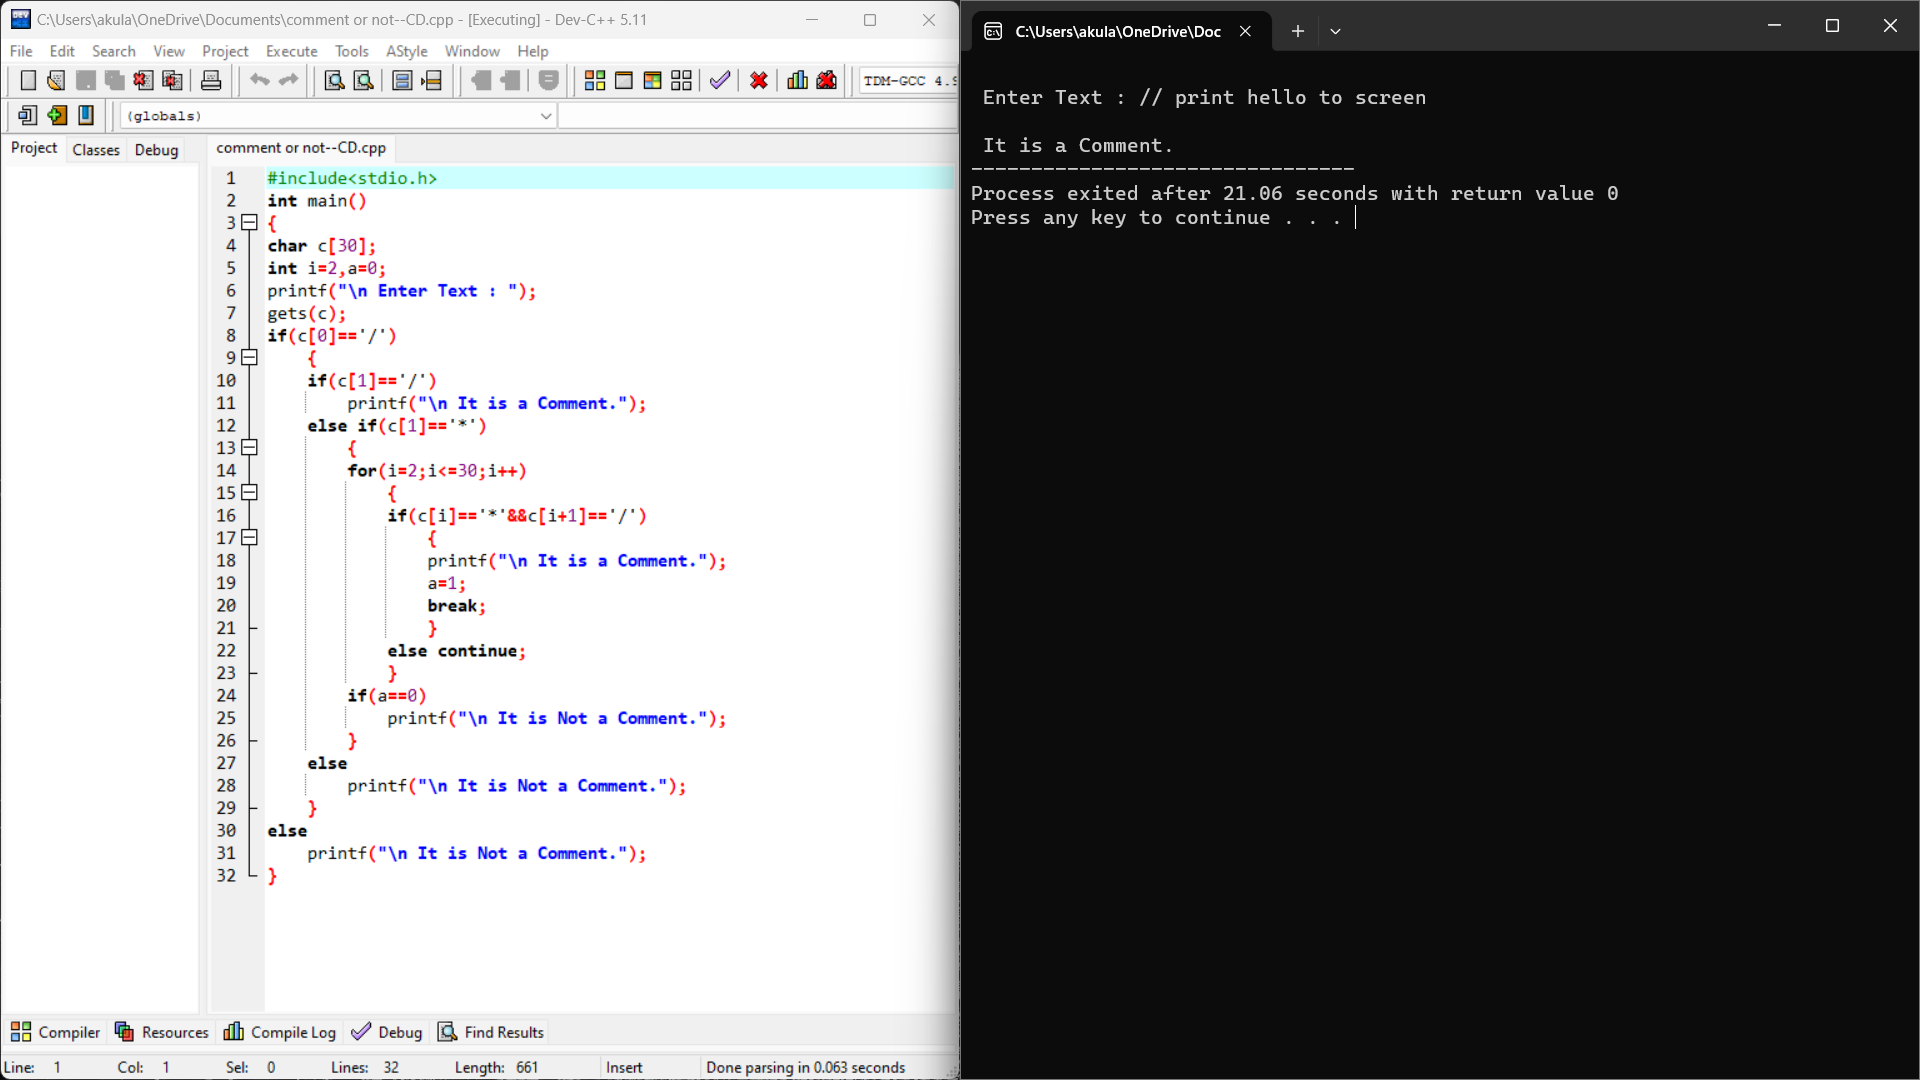 C:\Users\akula\OneDrive\Documents\comment or not--CD.cpp - [Executing] - Dev-C++ 5.11
File Edit Search View Project Execute Tools AStyle Window Help
TDM-GCC 4.9
(globals)
Project Classes Debug
comment or not--CD.cpp
1 #include<stdio.h>
2 int main()
3 {
4 char c[30];
5 int i=2,a=0;
6 printf("\n Enter Text : ");
7 gets(c);
8 if(c[0]=='/')
9 {
10 if(c[1]=='/')
11 printf("\n It is a Comment.");
12 else if(c[1]=='*')
13 {
14 for(i=2;i<=30;i++)
15 {
16 if(c[i]=='*'&&c[i+1]=='/')
17 {
18 printf("\n It is a Comment.");
19 a=1;
20 break;
21 }
22 else continue;
23 }
24 if(a==0)
25 printf("\n It is Not a Comment.");
26 }
27 else
28 printf("\n It is Not a Comment.");
29 }
30 else
31 printf("\n It is Not a Comment.");
32 }
Compiler Resources Compile Log Debug Find Results
Line: 1 Col: 1 Sel: 0 Lines: 32 Length: 661 Insert Done parsing in 0.063 seconds
C:\Users\akula\OneDrive\Doc
Enter Text : // print hello to screen
It is a Comment.
--------------------------------
Process exited after 21.06 seconds with return value 0
Press any key to continue . . .